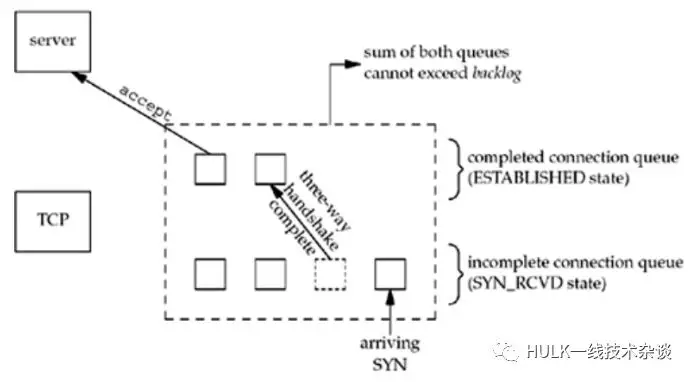 server
sum of both queues
cannot exceed backlog
accept
completed connection queue
(ESTABLISHED state)
three-way
handshake
complete
TCP
incomplete connection queue
(SYN_RCVD state)
arriving
SYN
HULK一线技术杂谈